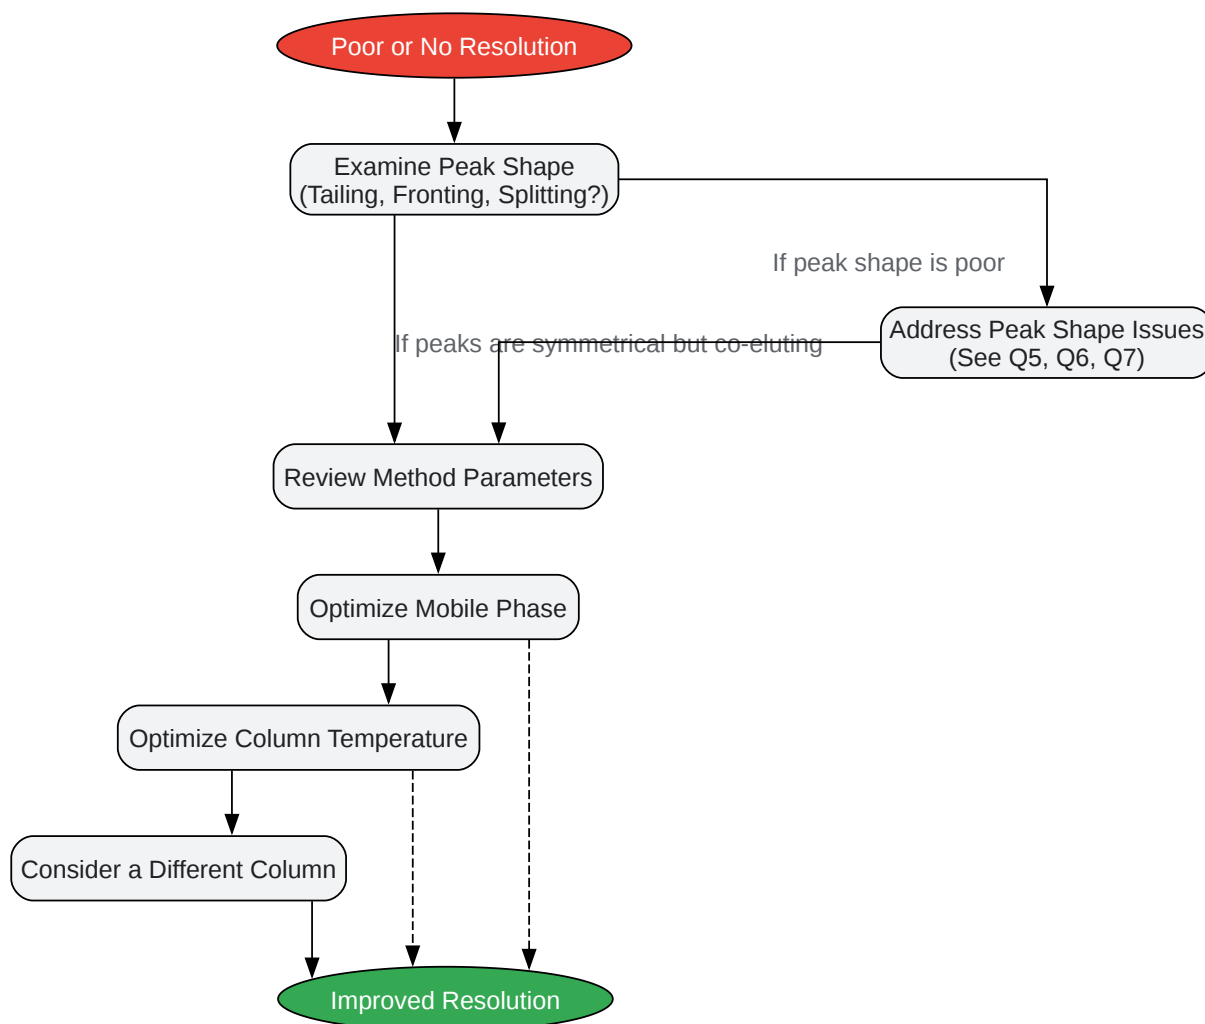 Poor or No Resolution
Examine Peak Shape
(Tailing, Fronting, Splitting?)
If peak shape is poor
Address Peak Shape Issues
(See Q5, Q6, Q7)
If peaks are symmetrical but co-eluting
Review Method Parameters
Optimize Mobile Phase
Optimize Column Temperature
Consider a Different Column
Improved Resolution